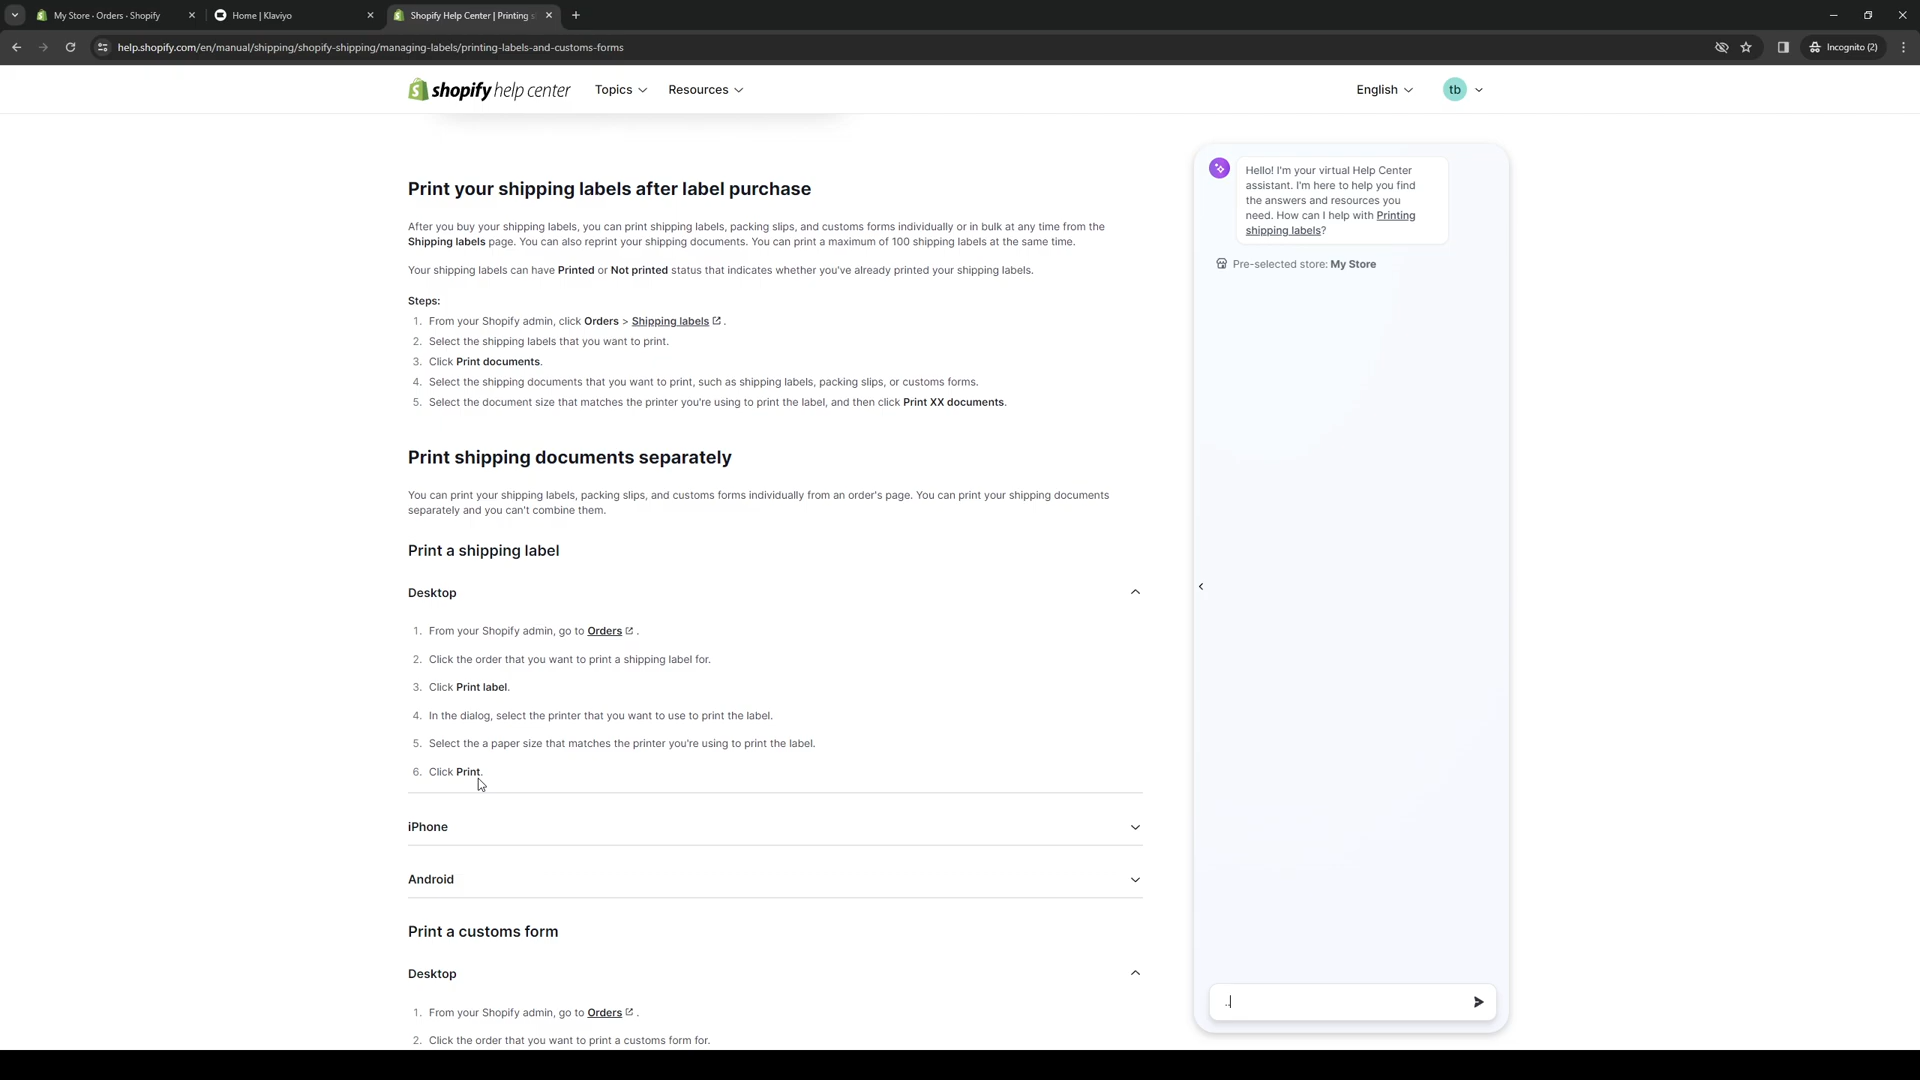 My Store · Orders · Shopify
Home | Klaviyo
Shopify Help Center | Printing s
help.shopify.com/en/manual/shipping/shopify-shipping/managing-labels/printing-labels-and-customs-forms
Incognito (2)
shopify help center
Topics
Resources
English
tb
Print your shipping labels after label purchase
After you buy your shipping labels, you can print shipping labels, packing slips, and customs forms individually or in bulk at any time from the
Shipping labels page. You can also reprint your shipping documents. You can print a maximum of 100 shipping labels at the same time.
Your shipping labels can have Printed or Not printed status that indicates whether you've already printed your shipping labels.
Steps:
1. From your Shopify admin, click Orders > Shipping labels .
2. Select the shipping labels that you want to print.
3. Click Print documents.
4. Select the shipping documents that you want to print, such as shipping labels, packing slips, or customs forms.
5. Select the document size that matches the printer you're using to print the label, and then click Print XX documents.
Print shipping documents separately
You can print your shipping labels, packing slips, and customs forms individually from an order's page. You can print your shipping documents
separately and you can't combine them.
Print a shipping label
Desktop
1. From your Shopify admin, go to Orders .
2. Click the order that you want to print a shipping label for.
3. Click Print label.
4. In the dialog, select the printer that you want to use to print the label.
5. Select the a paper size that matches the printer you're using to print the label.
6. Click Print.
iPhone
Android
Print a customs form
Desktop
1. From your Shopify admin, go to Orders .
2. Click the order that you want to print a customs form for.
Hello! I'm your virtual Help Center
assistant. I'm here to help you find
the answers and resources you
need. How can I help with Printing
shipping labels?
Pre-selected store: My Store
..